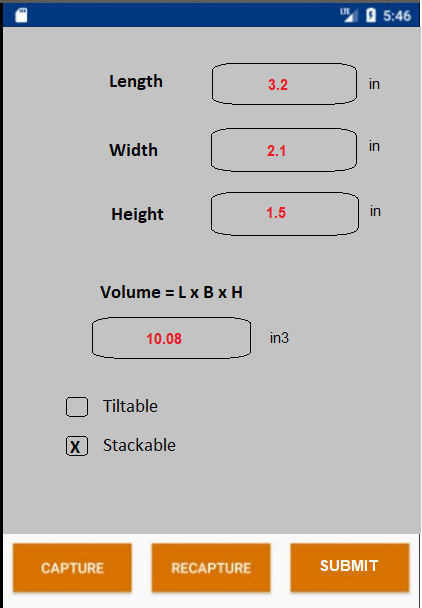 LTE 5:46
Length 3.2 in
Width 2.1 in
Height 1.5 in
Volume = L x B x H
10.08 in3
Tiltable
X Stackable
CAPTURE RECAPTURE SUBMIT